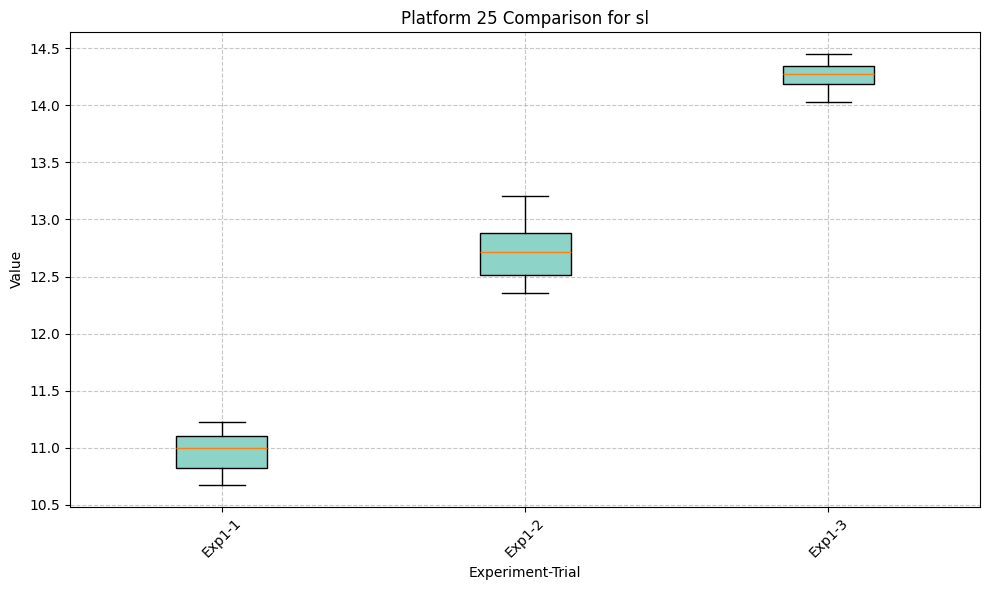 Platform 25 Comparison for sl
Value
14.5
14.0
13.5
13.0
12.5
12.0
11.5
11.0
10.5
Exp1-1
Exp1-2
Exp1-3
Experiment-Trial